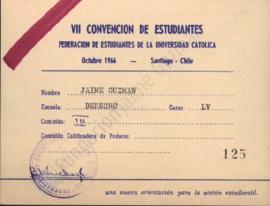 VII CONVENCION DE ESTUDIANTES
FEDERACION DE ESTUDIANTES DE LA UNIVERSIDAD CATOLICA
Octubre 1966 — Santiago - Chile
Nombre JAIME GUZMAN
Escuela: DERECHO Curso: LV
Comisión: III
Comisión Calificadora de Poderes:
125
una nueva orientación para la acción estudiantil.